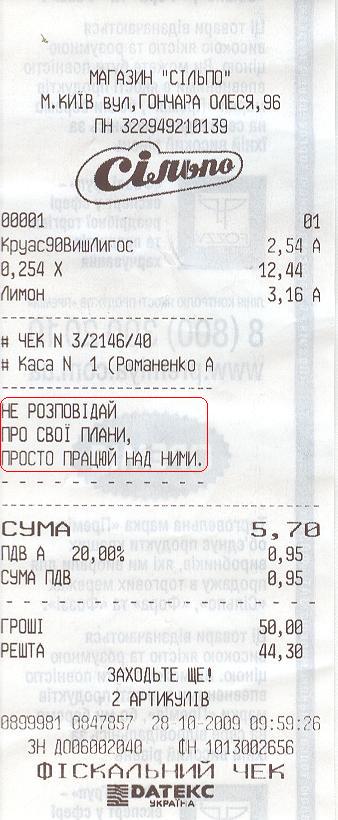 МАГАЗИН "СІЛЬПО"
М.КИЇВ вул,ГОНЧАРА ОЛЕСЯ,96
ПН 322949210139
Сільпо
00001 01
Круас90ВишЛигос 2,54 А
0,254 X 12,44
Лимон 3,16 А
# ЧЕК N 3/2146/40
# Каса N 1 (Романенко А
НЕ РОЗПОВІДАЙ
ПРО СВОЇ ПЛАНИ,
ПРОСТО ПРАЦЮЙ НАД НИМИ.
СУМА 5,70
ПДВ А 20,00% 0,95
СУМА ПДВ 0,95
ГРОШІ 50,00
РЕШТА 44,30
ЗАХОДЬТЕ ЩЕ!
2 АРТИКУЛІВ
0899981 0847857 28-10-2009 09:59:26
ЗН ДО06002040 ФН 1013002656
ФІСКАЛЬНИЙ ЧЕК
DATEKC
УКРАЇНА